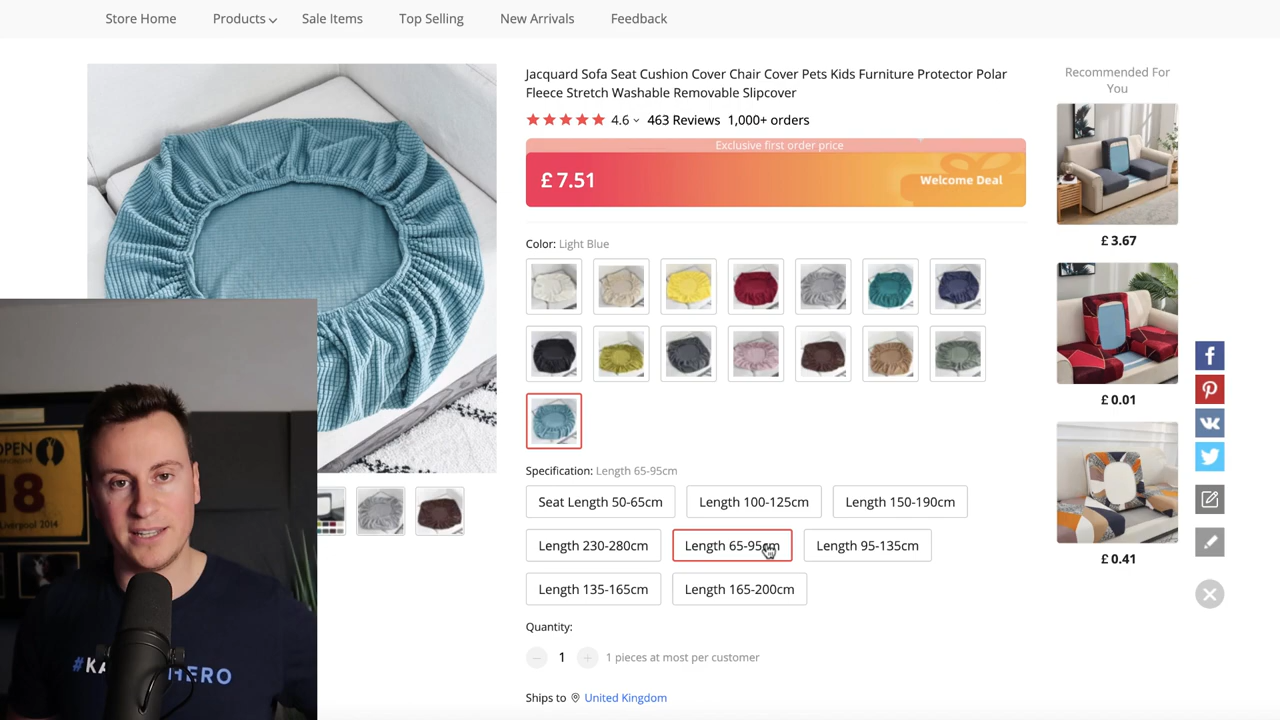 Store Home
Products
Sale Items
Top Selling
New Arrivals
Feedback
Jacquard Sofa Seat Cushion Cover Chair Cover Pets Kids Furniture Protector Polar
Fleece Stretch Washable Removable Slipcover
4.6
463 Reviews
1,000+ orders
Exclusive first order price
£ 7.51
Welcome Deal
Color: Light Blue
Specification: Length 65-95cm
Seat Length 50-65cm
Length 100-125cm
Length 150-190cm
Length 230-280cm
Length 65-95cm
Length 95-135cm
Length 135-165cm
Length 165-200cm
Quantity:
1
1 pieces at most per customer
Ships to
United Kingdom
Recommended For
You
£ 3.67
£ 0.01
£ 0.41
OPEN
18
Liverpool 2014